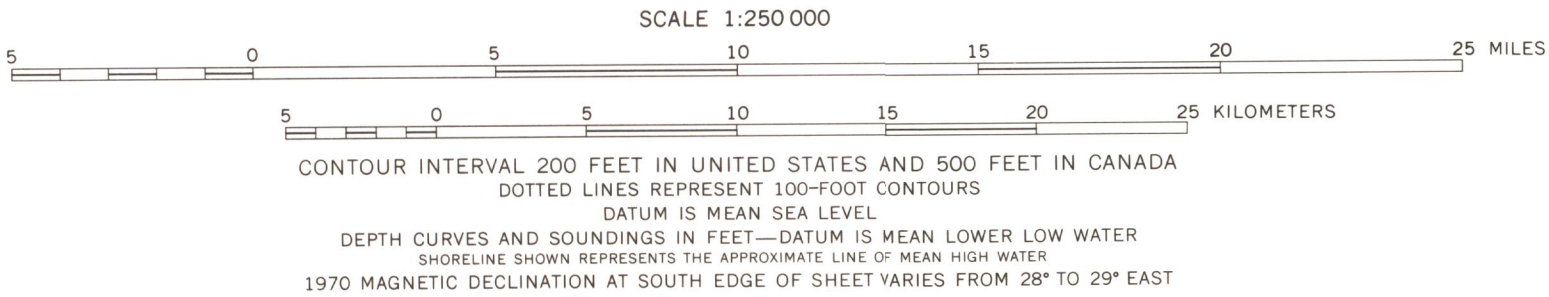 SCALE 1:250 000
5 0 5 10 15 20 25 MILES
5 0 5 10 15 20 25 KILOMETERS
CONTOUR INTERVAL 200 FEET IN UNITED STATES AND 500 FEET IN CANADA
DOTTED LINES REPRESENT 100-FOOT CONTOURS
DATUM IS MEAN SEA LEVEL
DEPTH CURVES AND SOUNDINGS IN FEET—DATUM IS MEAN LOWER LOW WATER
SHORELINE SHOWN REPRESENTS THE APPROXIMATE LINE OF MEAN HIGH WATER
1970 MAGNETIC DECLINATION AT SOUTH EDGE OF SHEET VARIES FROM 28° TO 29° EAST